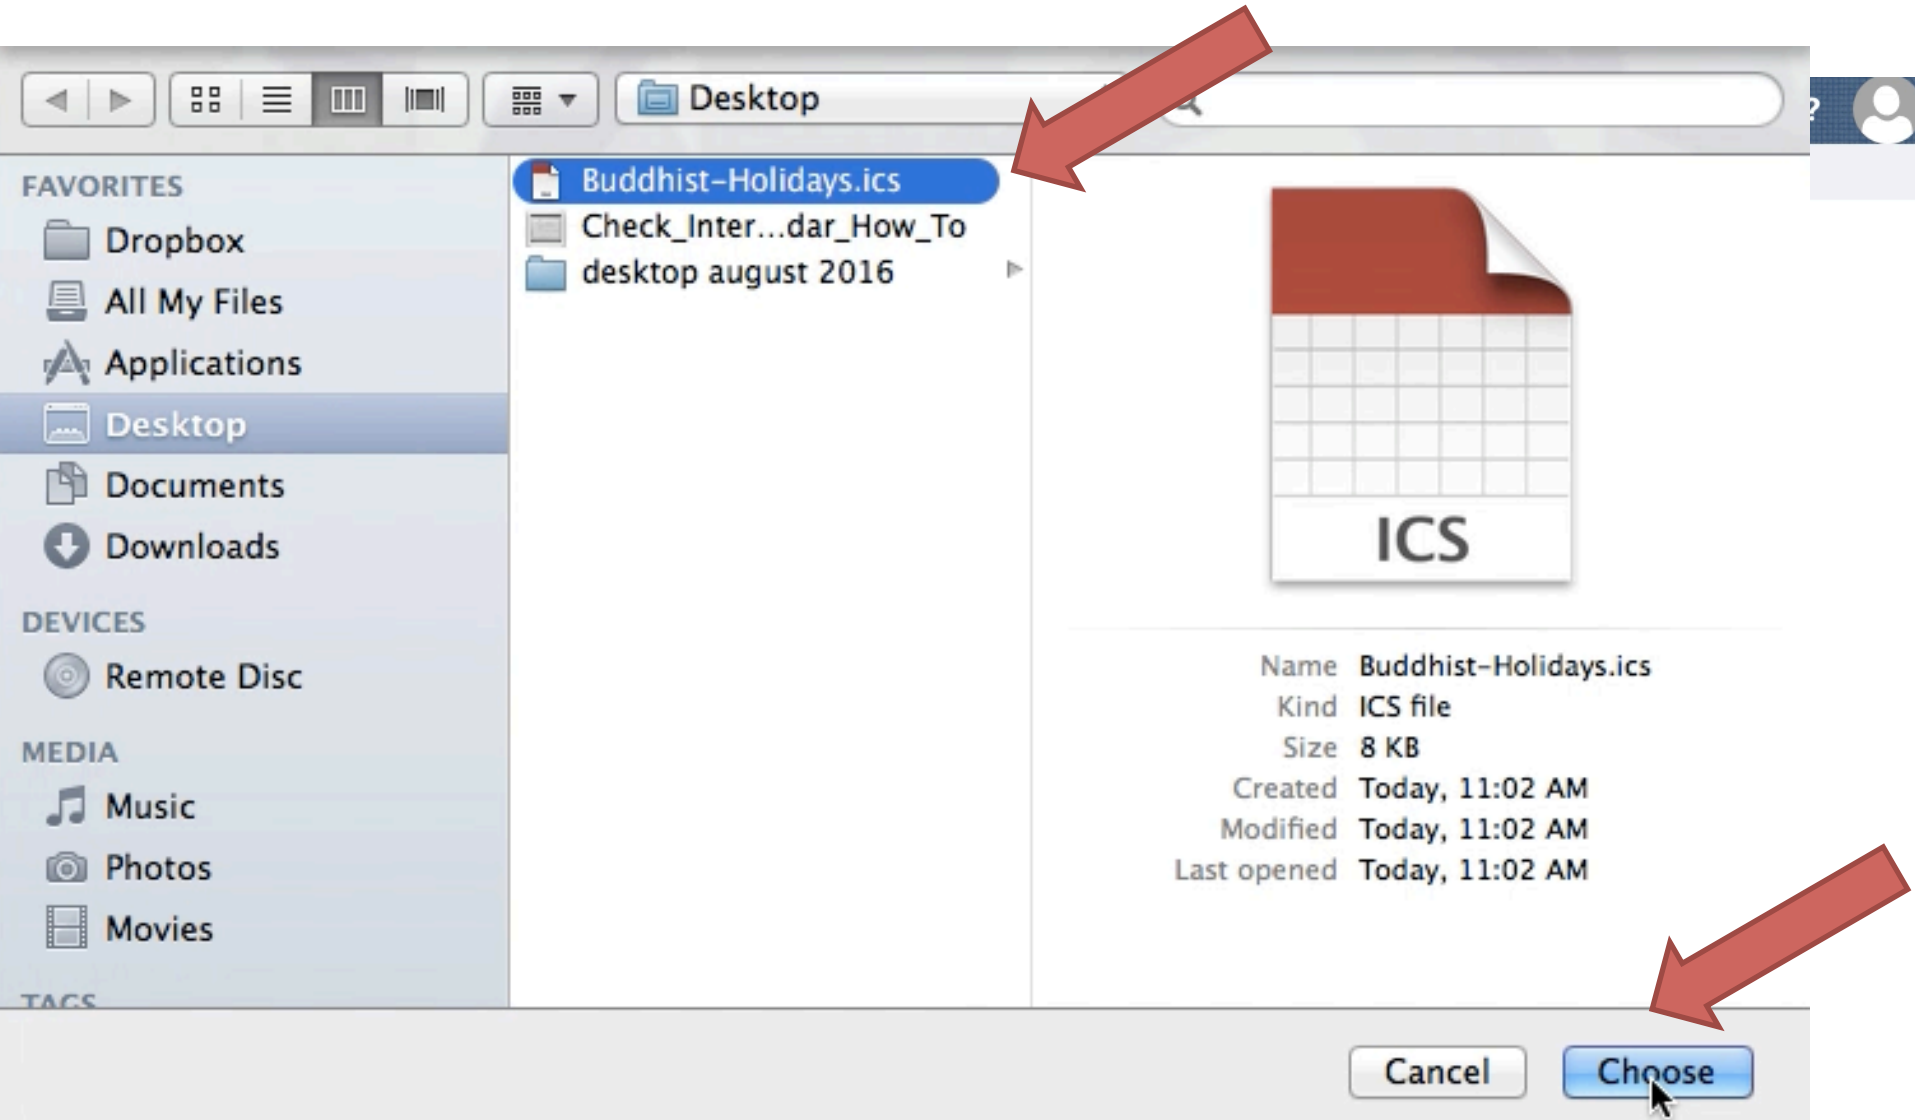 Desktop
?
FAVORITES
Dropbox
All My Files
Applications
Desktop
Documents
Downloads
DEVICES
Remote Disc
MEDIA
Music
Photos
Movies
TAGS
Buddhist-Holidays.ics
Check_Inter...dar_How_To
desktop august 2016
ICS
Name Buddhist-Holidays.ics
Kind ICS file
Size 8 KB
Created Today, 11:02 AM
Modified Today, 11:02 AM
Last opened Today, 11:02 AM
Cancel
Choose